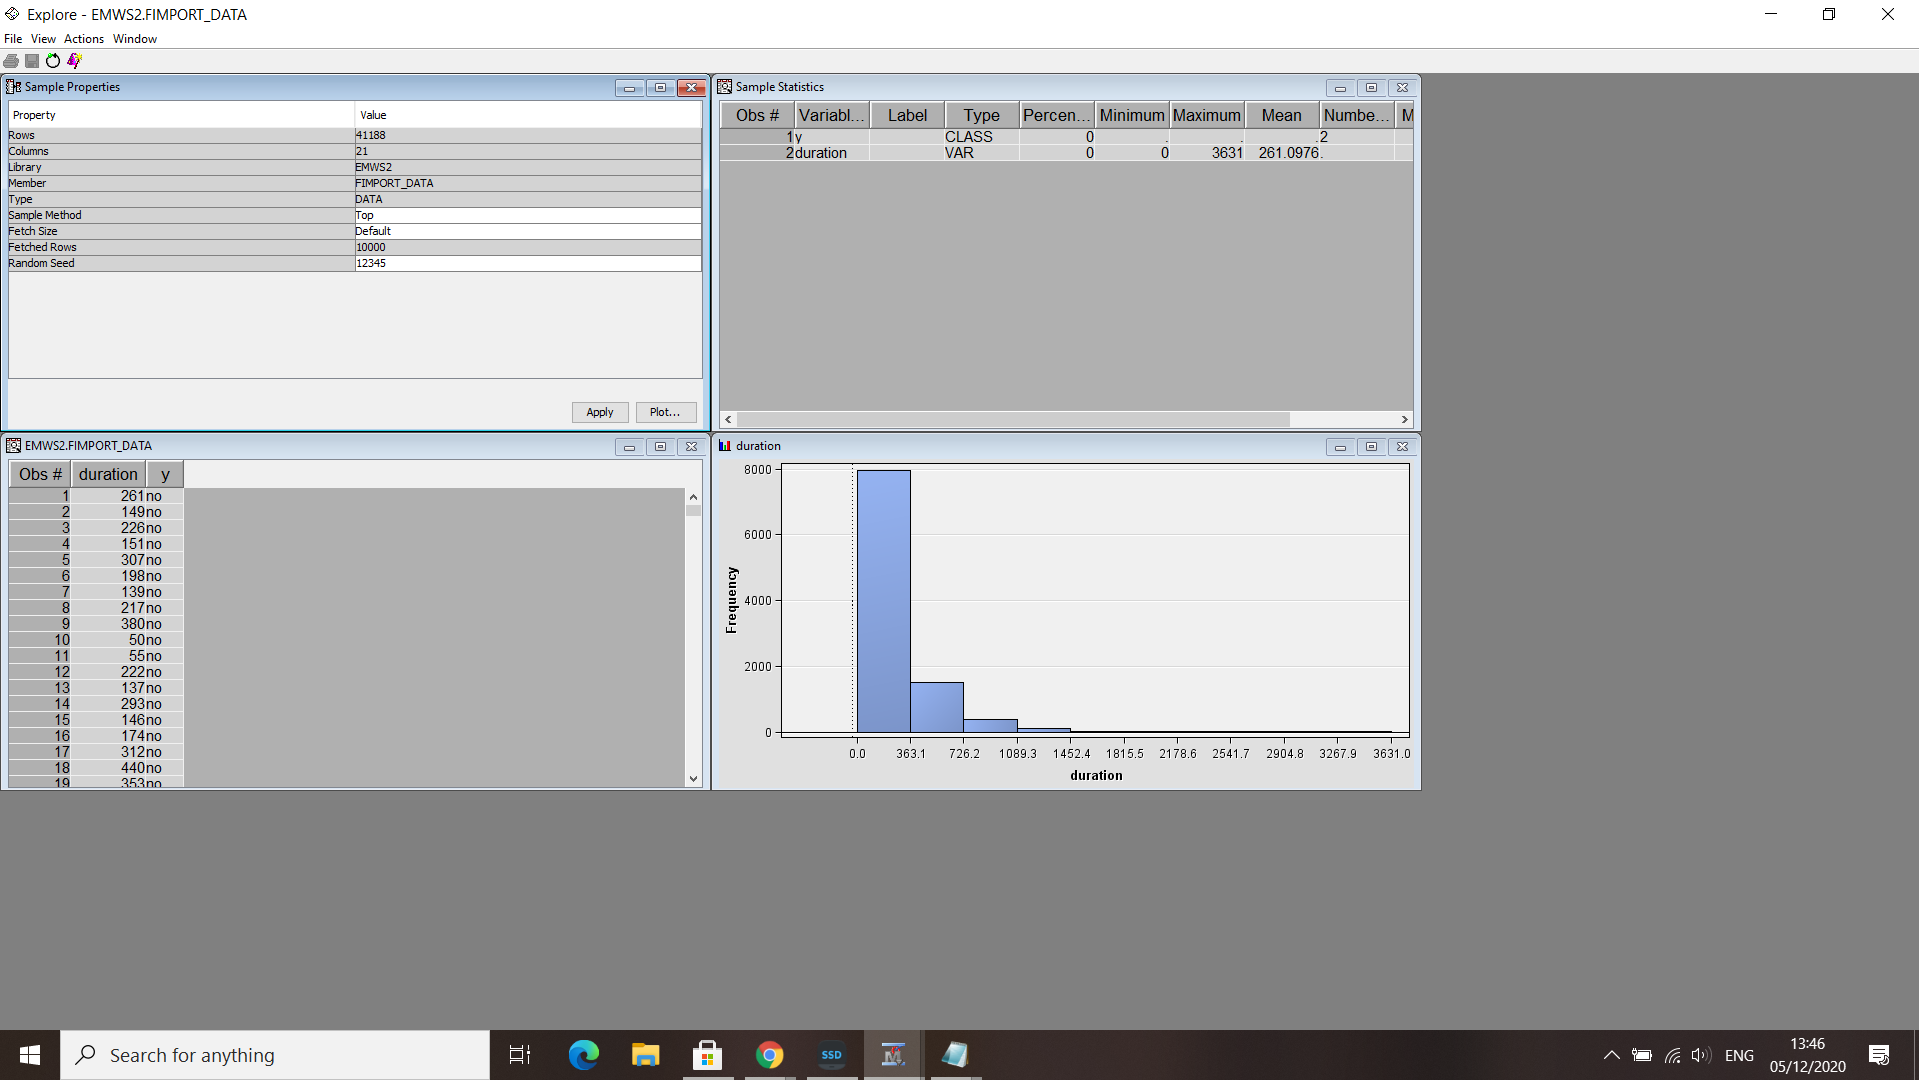 Explore - EMWS2.FIMPORT_DATA
File View Actions Window
Sample Properties
Property Value
Rows 41188
Columns 21
Library EMWS2
Member FIMPORT_DATA
Type DATA
Sample Method Top
Fetch Size Default
Fetched Rows 10000
Random Seed 12345
Apply Plot...
Sample Statistics
Obs # Variabl... Label Type Percen... Minimum Maximum Mean Numbe... M
1 y CLASS 0 . . . 2
2 duration VAR 0 0 3631 261.0976 .
EMWS2.FIMPORT_DATA
Obs # duration y
1 261 no
2 149 no
3 226 no
4 151 no
5 307 no
6 198 no
7 139 no
8 217 no
9 380 no
10 50 no
11 55 no
12 222 no
13 137 no
14 293 no
15 146 no
16 174 no
17 312 no
18 440 no
19 353 no
duration
8000
6000
4000
2000
0
Frequency
0.0 363.1 726.2 1089.3 1452.4 1815.5 2178.6 2541.7 2904.8 3267.9 3631.0
duration
Search for anything
SSD
ENG
13:46
05/12/2020